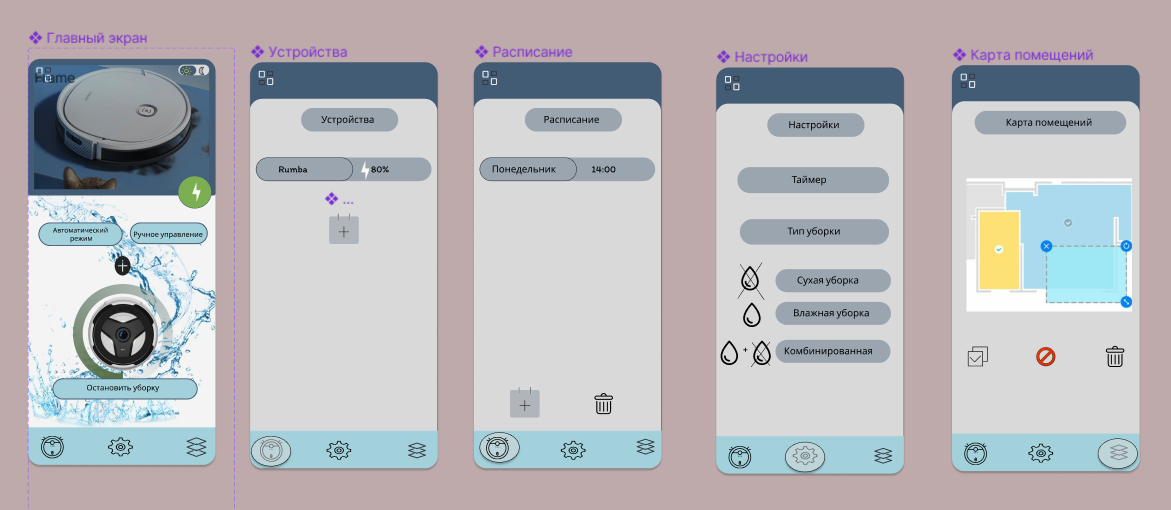 Главный экран
Устройства
Расписание
Настройки
Карта помещений
Frame
Автоматический
режим
Ручное управление
Остановить уборку
Устройства
Rumba
80%
...
+
Расписание
Понедельник
14:00
+
Настройки
Таймер
Тип уборки
Сухая уборка
Влажная уборка
+
Комбинированная
Карта помещений